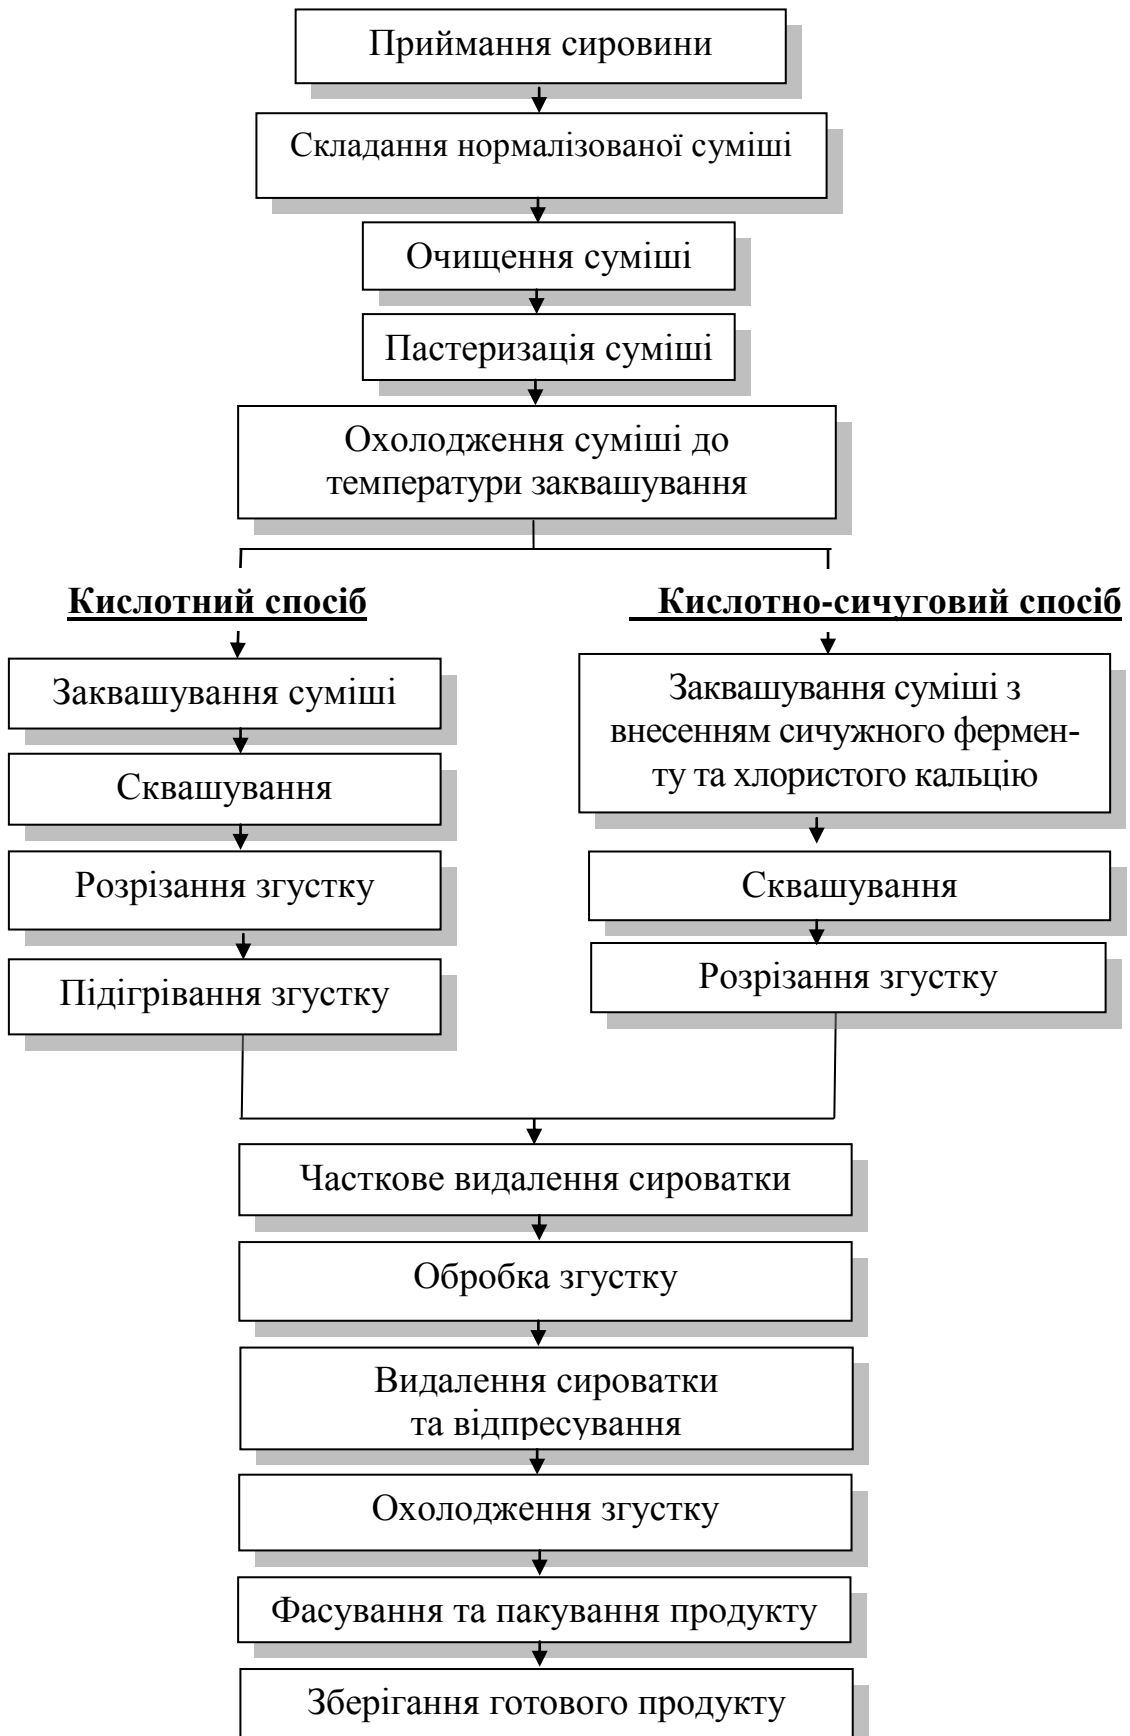 Приймання сировини
Складання нормалізованої суміші
Очищення суміші
Пастеризація суміші
Охолодження суміші до
температури заквашування
Кислотний спосіб
Заквашування суміші
Сквашування
Розрізання згустку
Підігрівання згустку
Кислотно-сичуговий спосіб
Заквашування суміші з
внесенням сичужного фермен-
ту та хлористого кальцію
Сквашування
Розрізання згустку
Часткове видалення сироватки
Обробка згустку
Видалення сироватки
та відпресування
Охолодження згустку
Фасування та пакування продукту
Зберігання готового продукту